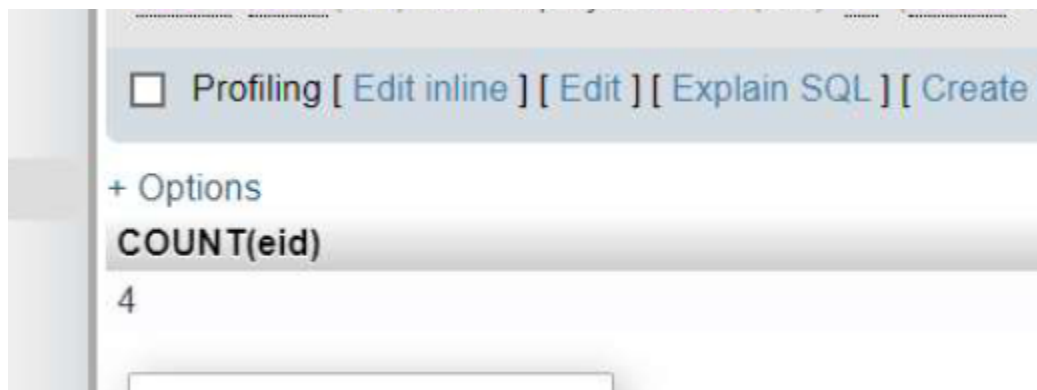 Profiling [ Edit inline ] [ Edit ] [ Explain SQL ] [ Create
+ Options
COUNT(eid)
4